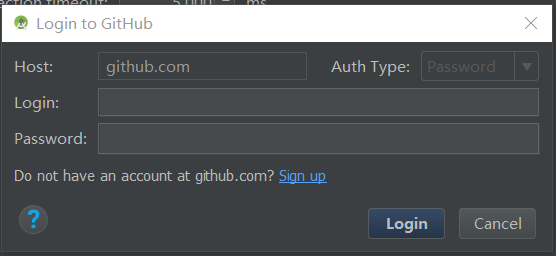 ection timeout: 5,000 ms
Login to GitHub
Host: github.com Auth Type: Password
Login:
Password:
Do not have an account at github.com? Sign up
? Login Cancel